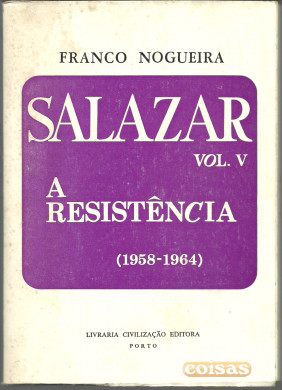 FRANCO NOGUEIRA
SALAZAR
VOL. V
A
RESISTÊNCIA
(1958-1964)
LIVRARIA CIVILIZAÇÃO EDITORA
PORTO
coisas